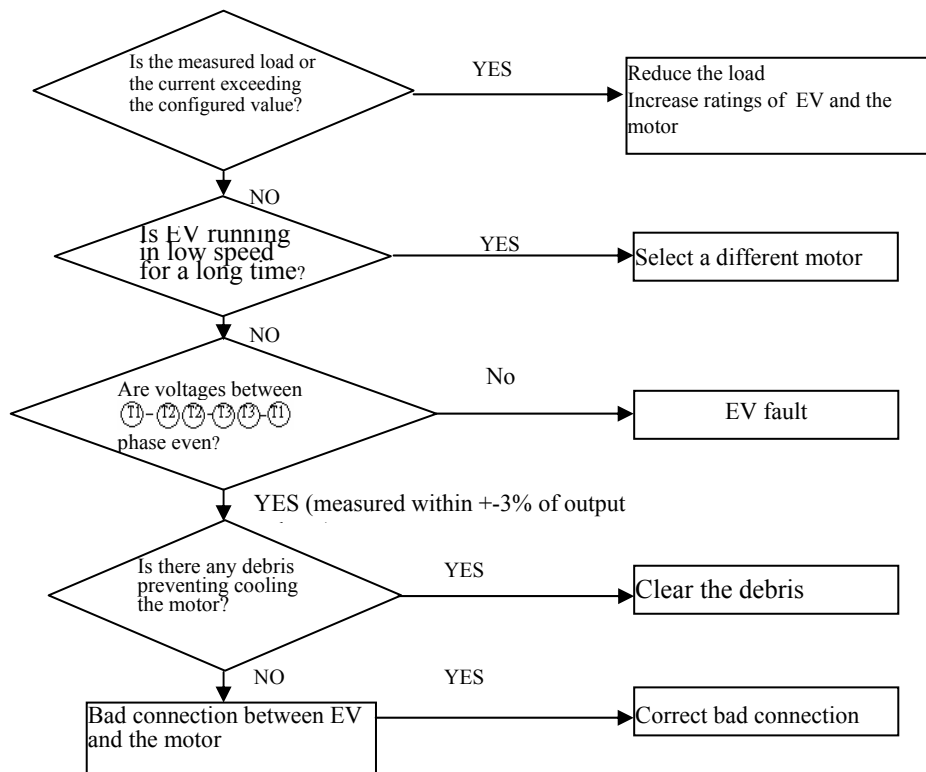 Is the measured load or
the current exceeding
the configured value?
YES
Reduce the load
Increase ratings of EV and the
motor
NO
Is EV running
in low speed
for a long time?
YES
Select a different motor
NO
Are voltages between
T1-T2 T2-T3 T3-T1
phase even?
No
EV fault
YES (measured within +-3% of output
Is there any debris
preventing cooling
the motor?
YES
Clear the debris
NO
YES
Bad connection between EV
and the motor
Correct bad connection